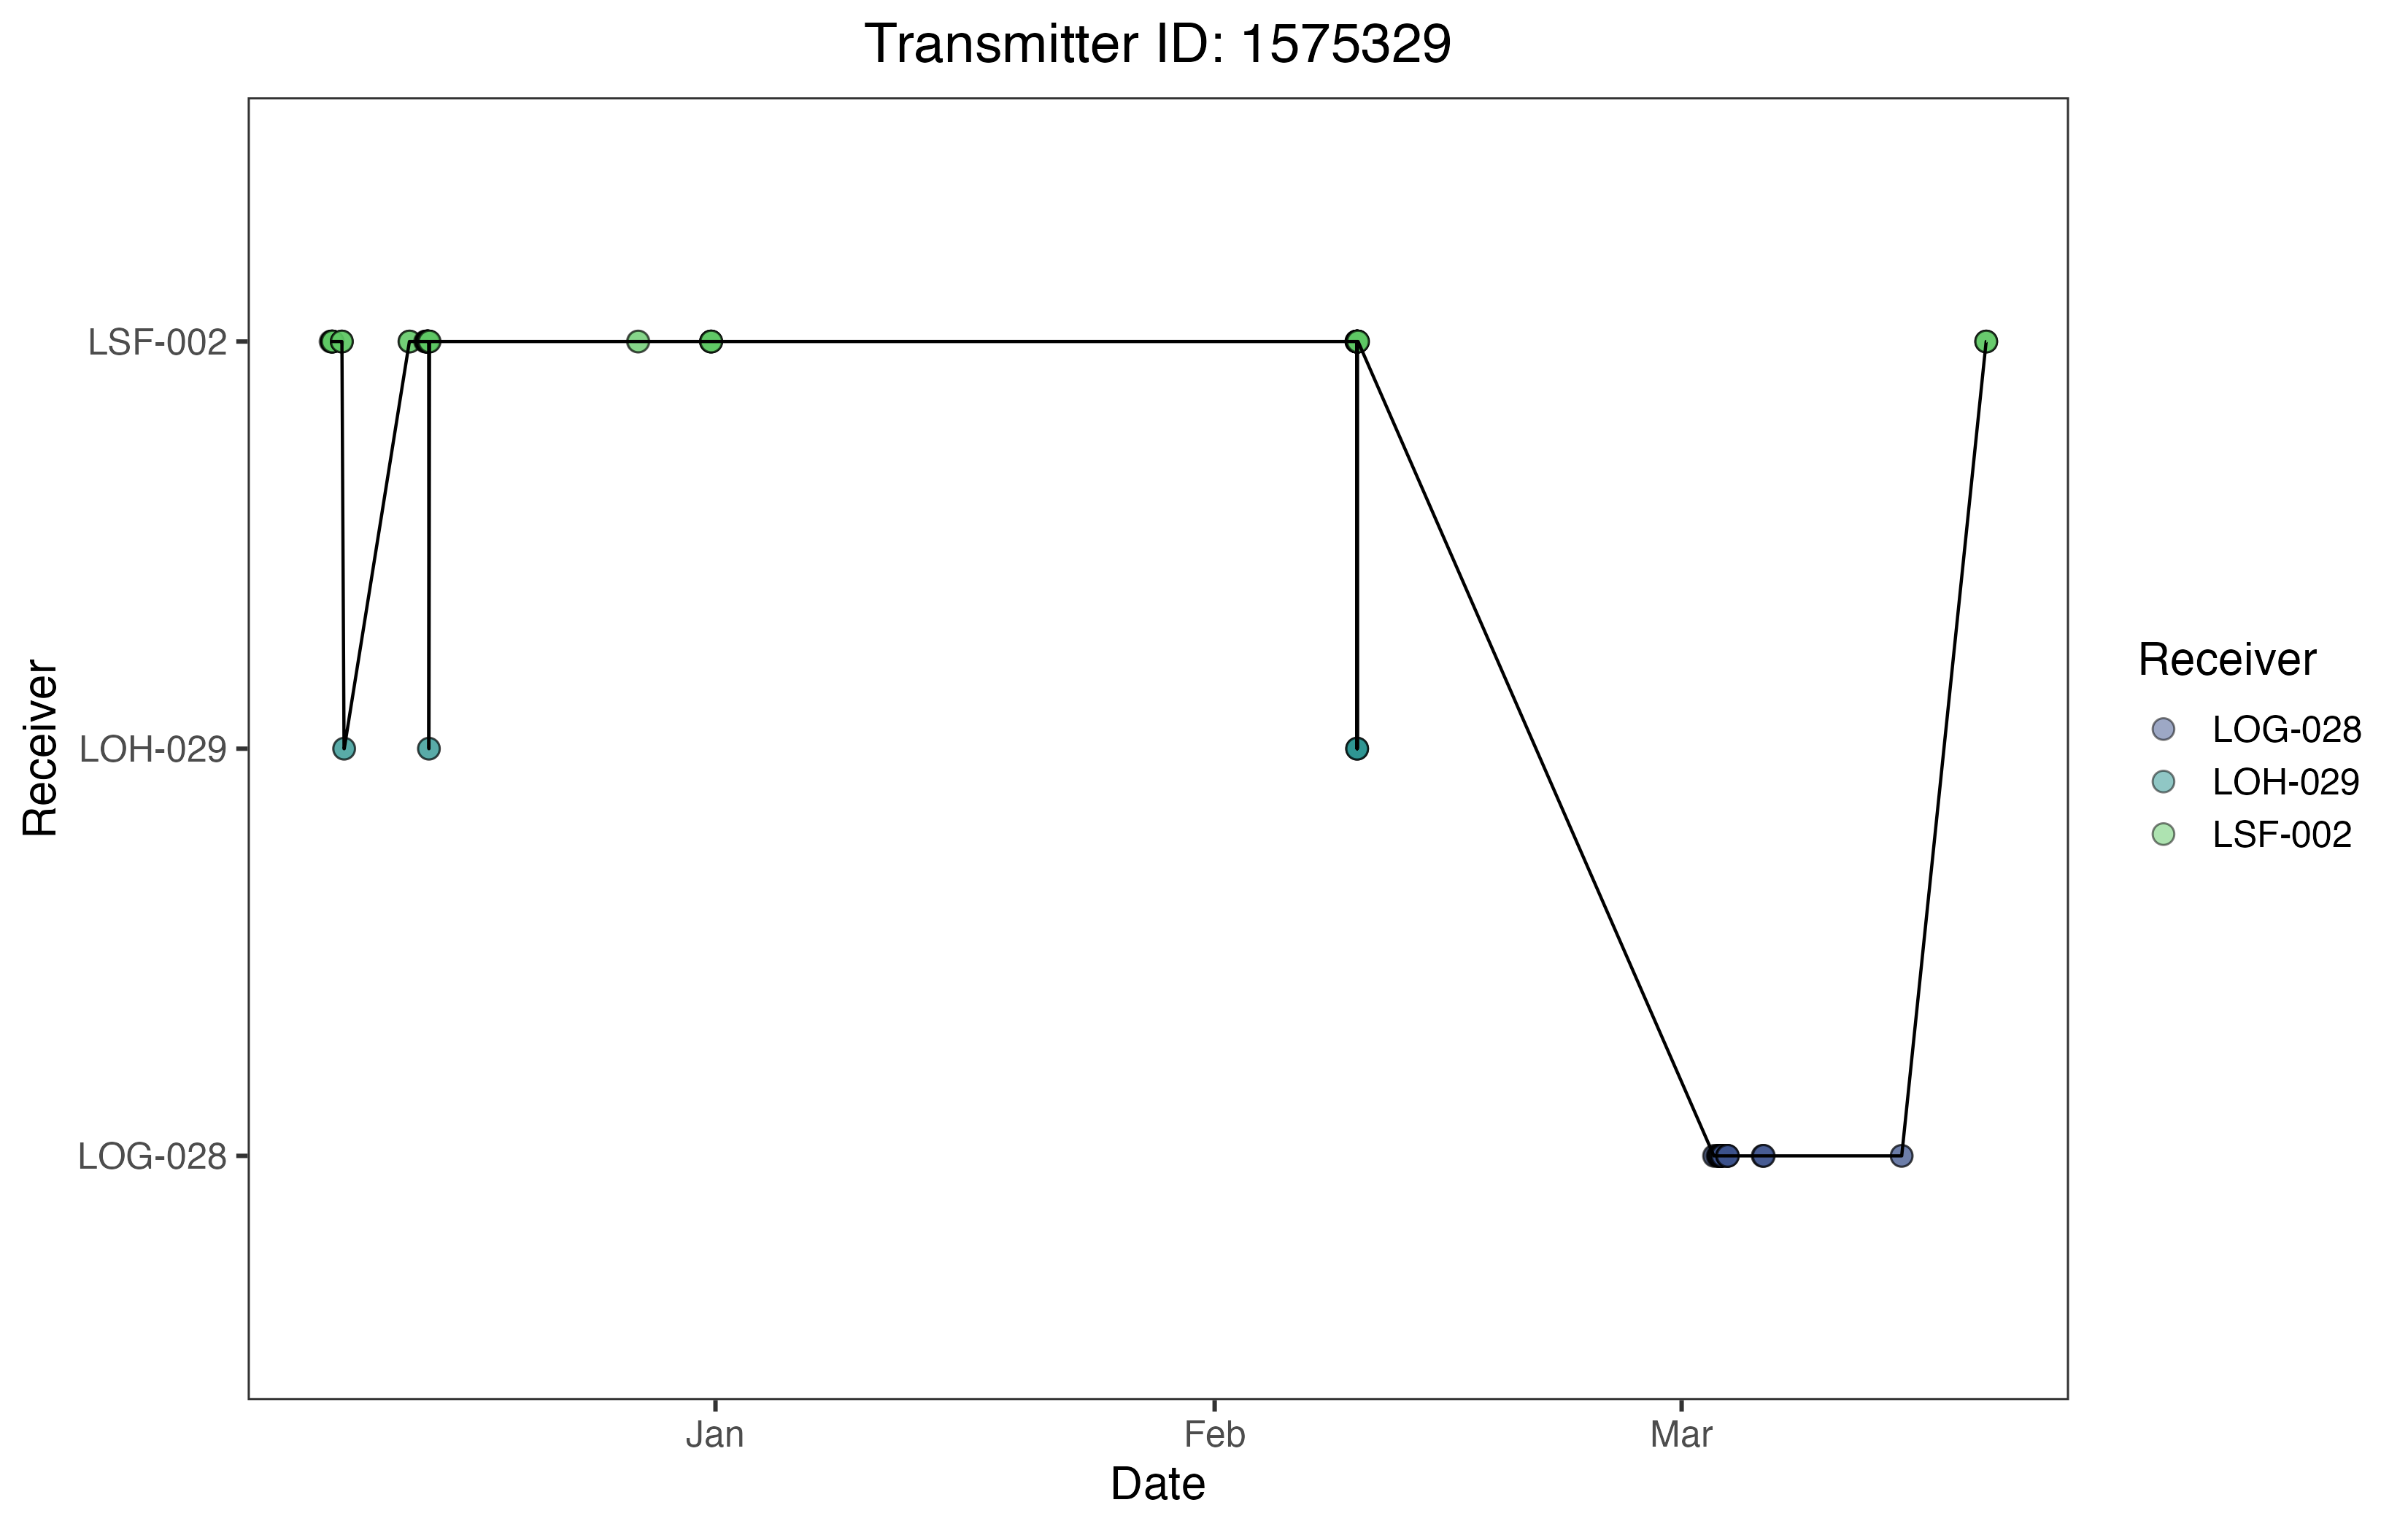 Transmitter ID: 1575329
Receiver
LSF-002
LOH-029
LOG-028
Jan
Feb
Mar
Date
Receiver
LOG-028
LOH-029
LSF-002